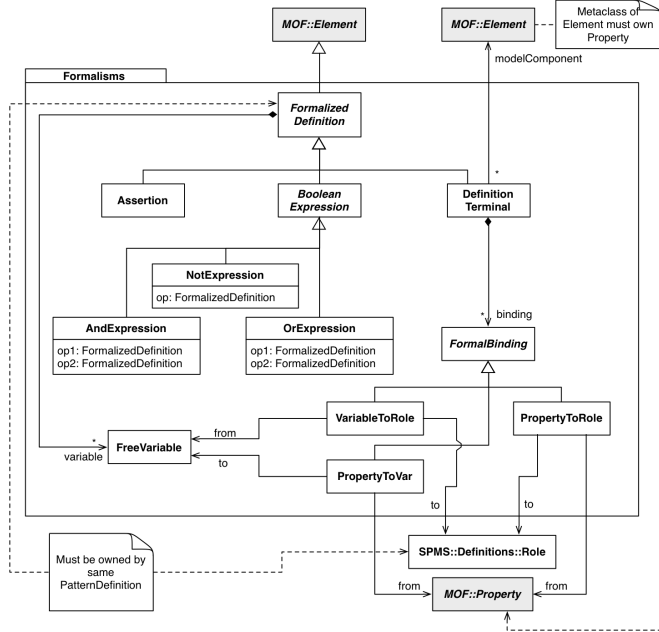 MOF::Element
MOF::Element
Metaclass of
Element must own
Property
modelComponent
Formalisms
Formalized
Definition
*
Assertion
Boolean
Expression
Definition
Terminal
NotExpression
op: FormalizedDefinition
AndExpression
op1: FormalizedDefinition
op2: FormalizedDefinition
OrExpression
op1: FormalizedDefinition
op2: FormalizedDefinition
* binding
FormalBinding
VariableToRole
PropertyToRole
from
*
variable
FreeVariable
to
PropertyToVar
to
to
Must be owned by
same
PatternDefinition
SPMS::Definitions::Role
from
MOF::Property
from